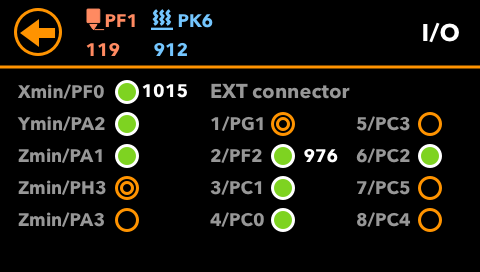 PF1 PK6 I/O
119 912
Xmin/PF0 1015 EXT connector
Ymin/PA2 1/PG1 5/PC3
Zmin/PA1 2/PF2 976 6/PC2
Zmin/PH3 3/PC1 7/PC5
Zmin/PA3 4/PC0 8/PC4